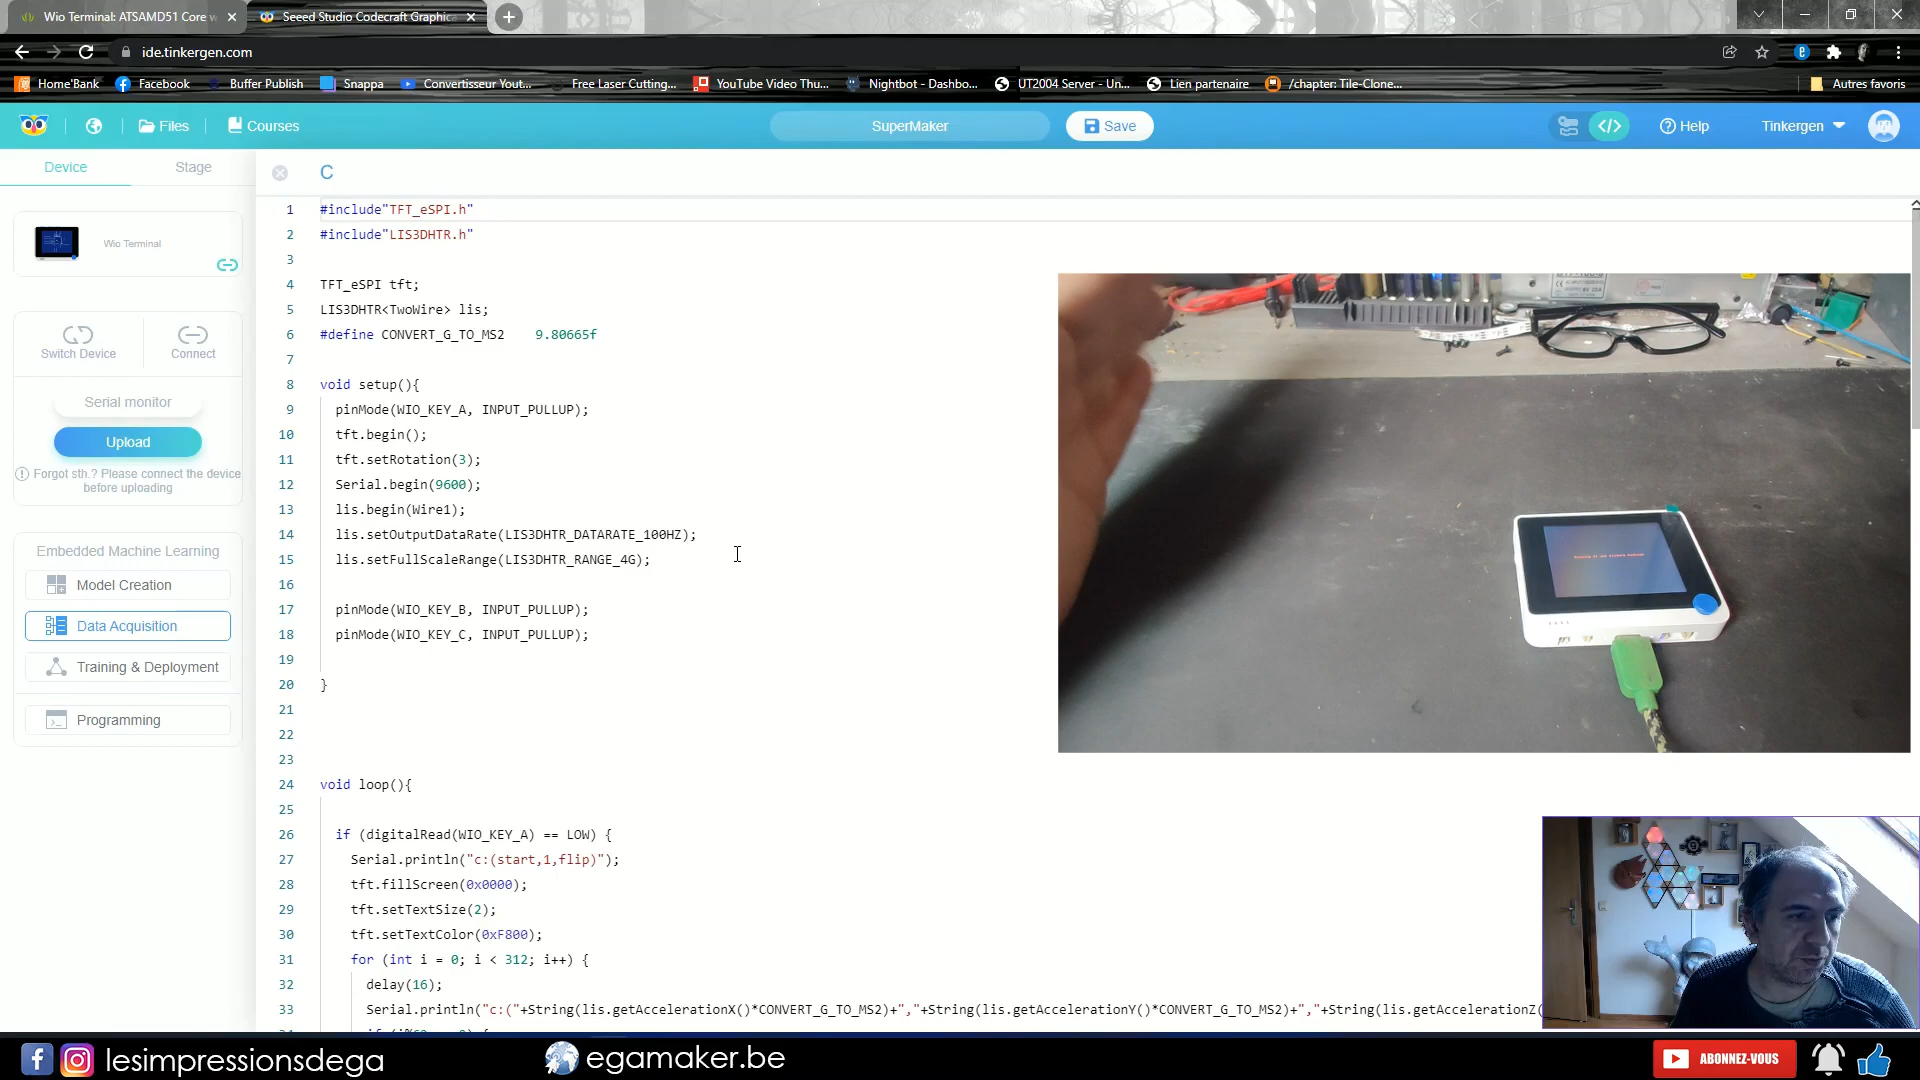 Wio Terminal: ATSAMD51 Core w
Seeed Studio Codecraft Graphica
ide.tinkergen.com
Home'Bank
Facebook
Buffer Publish
Snappa
Convertisseur Yout...
Free Laser Cutting...
YouTube Video Thu...
Nightbot - Dashbo...
UT2004 Server - Un...
Lien partenaire
/chapter: Tile-Clone...
Autres favoris
Files
Courses
SuperMaker
Save
Help
Tinkergen
Device
Stage
C
Wio Terminal
Switch Device
Connect
Serial monitor
Upload
Forgot sth.? Please connect the device
before uploading
Embedded Machine Learning
Model Creation
Data Acquisition
Training & Deployment
Programming
1 #include"TFT_eSPI.h"
2 #include"LIS3DHTR.h"
3
4 TFT_eSPI tft;
5 LIS3DHTR<TwoWire> lis;
6 #define CONVERT_G_TO_MS2    9.80665f
7
8 void setup(){
9 pinMode(WIO_KEY_A, INPUT_PULLUP);
10 tft.begin();
11 tft.setRotation(3);
12 Serial.begin(9600);
13 lis.begin(Wire1);
14 lis.setOutputDataRate(LIS3DHTR_DATARATE_100HZ);
15 lis.setFullScaleRange(LIS3DHTR_RANGE_4G);
16
17 pinMode(WIO_KEY_B, INPUT_PULLUP);
18 pinMode(WIO_KEY_C, INPUT_PULLUP);
19
20 }
21
22
23
24 void loop(){
25
26 if (digitalRead(WIO_KEY_A) == LOW) {
27 Serial.println("c:(start,1,flip)");
28 tft.fillScreen(0x0000);
29 tft.setTextSize(2);
30 tft.setTextColor(0xF800);
31 for (int i = 0; i < 312; i++) {
32 delay(16);
33 Serial.println("c:("+String(lis.getAccelerationX()*CONVERT_G_TO_MS2)+","+String(lis.getAccelerationY()*CONVERT_G_TO_MS2)+","+String(lis.getAccelerationZ(
lesimpressionsdega
egamaker.be
ABONNEZ-VOUS